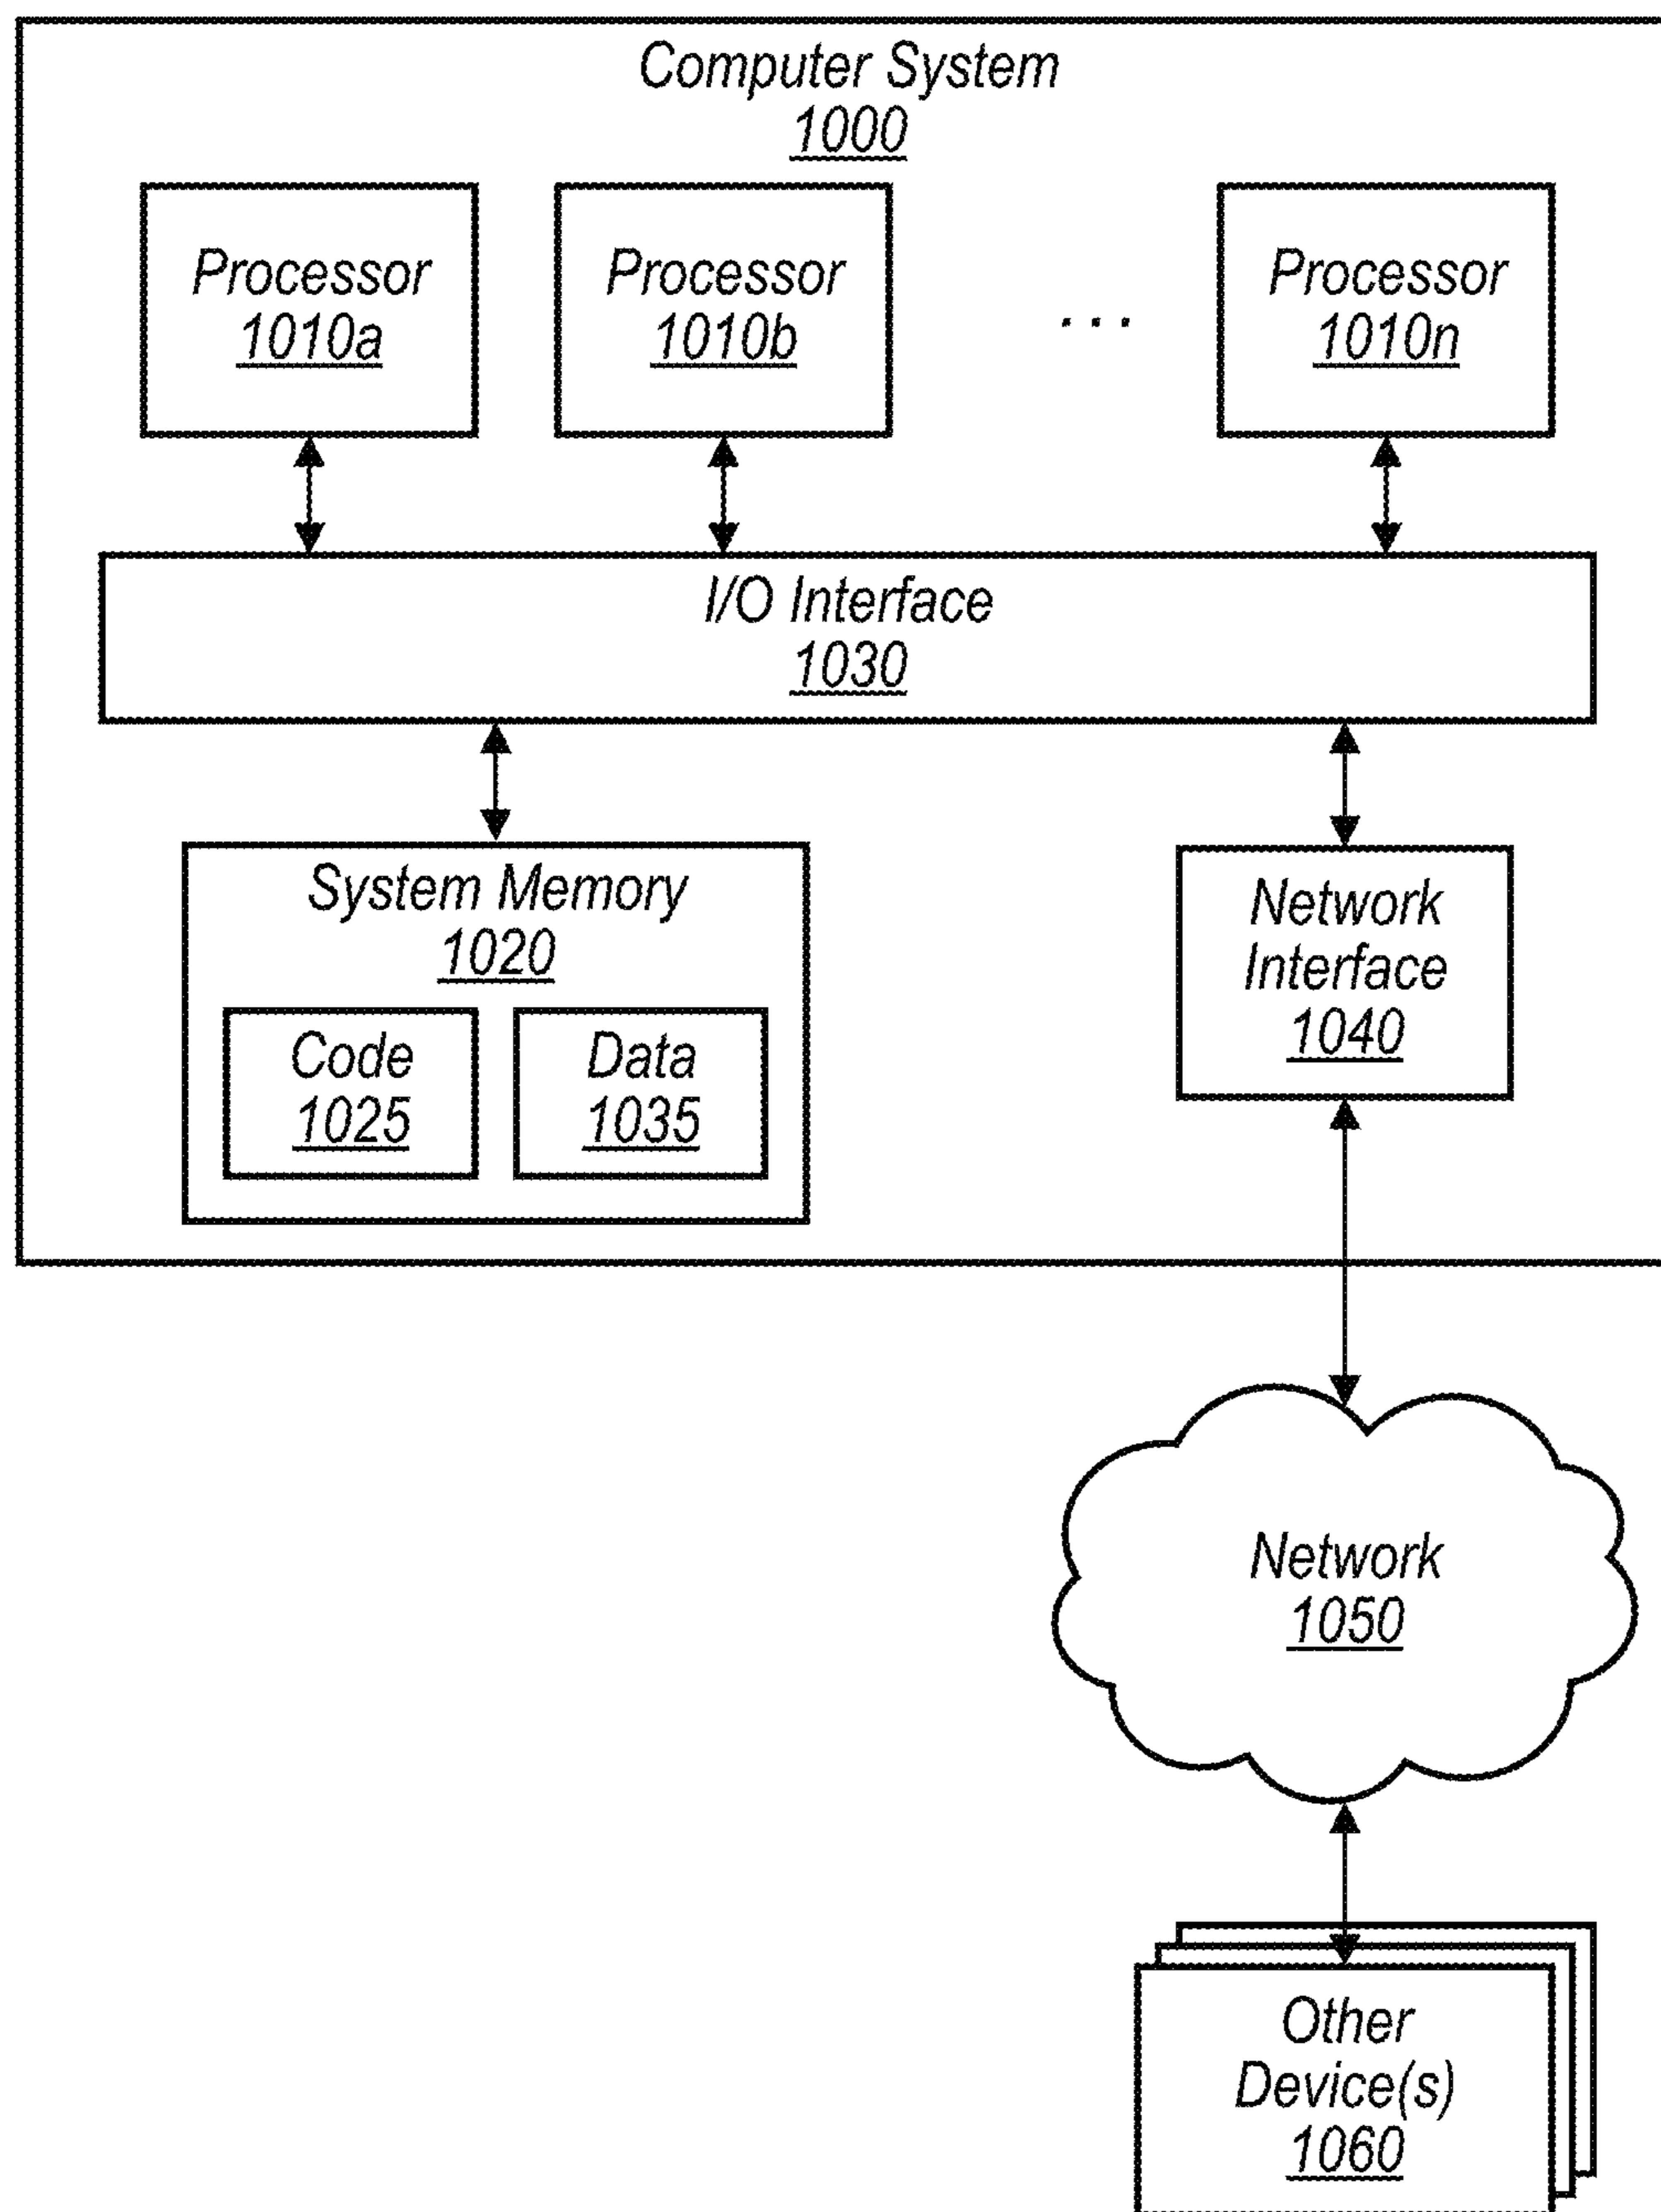 Computer System
1000
Processor
1010a
Processor
1010b
...
Processor
1010n
I/O Interface
1030
System Memory
1020
Code
1025
Data
1035
Network
Interface
1040
Network
1050
Other
Device(s)
1060